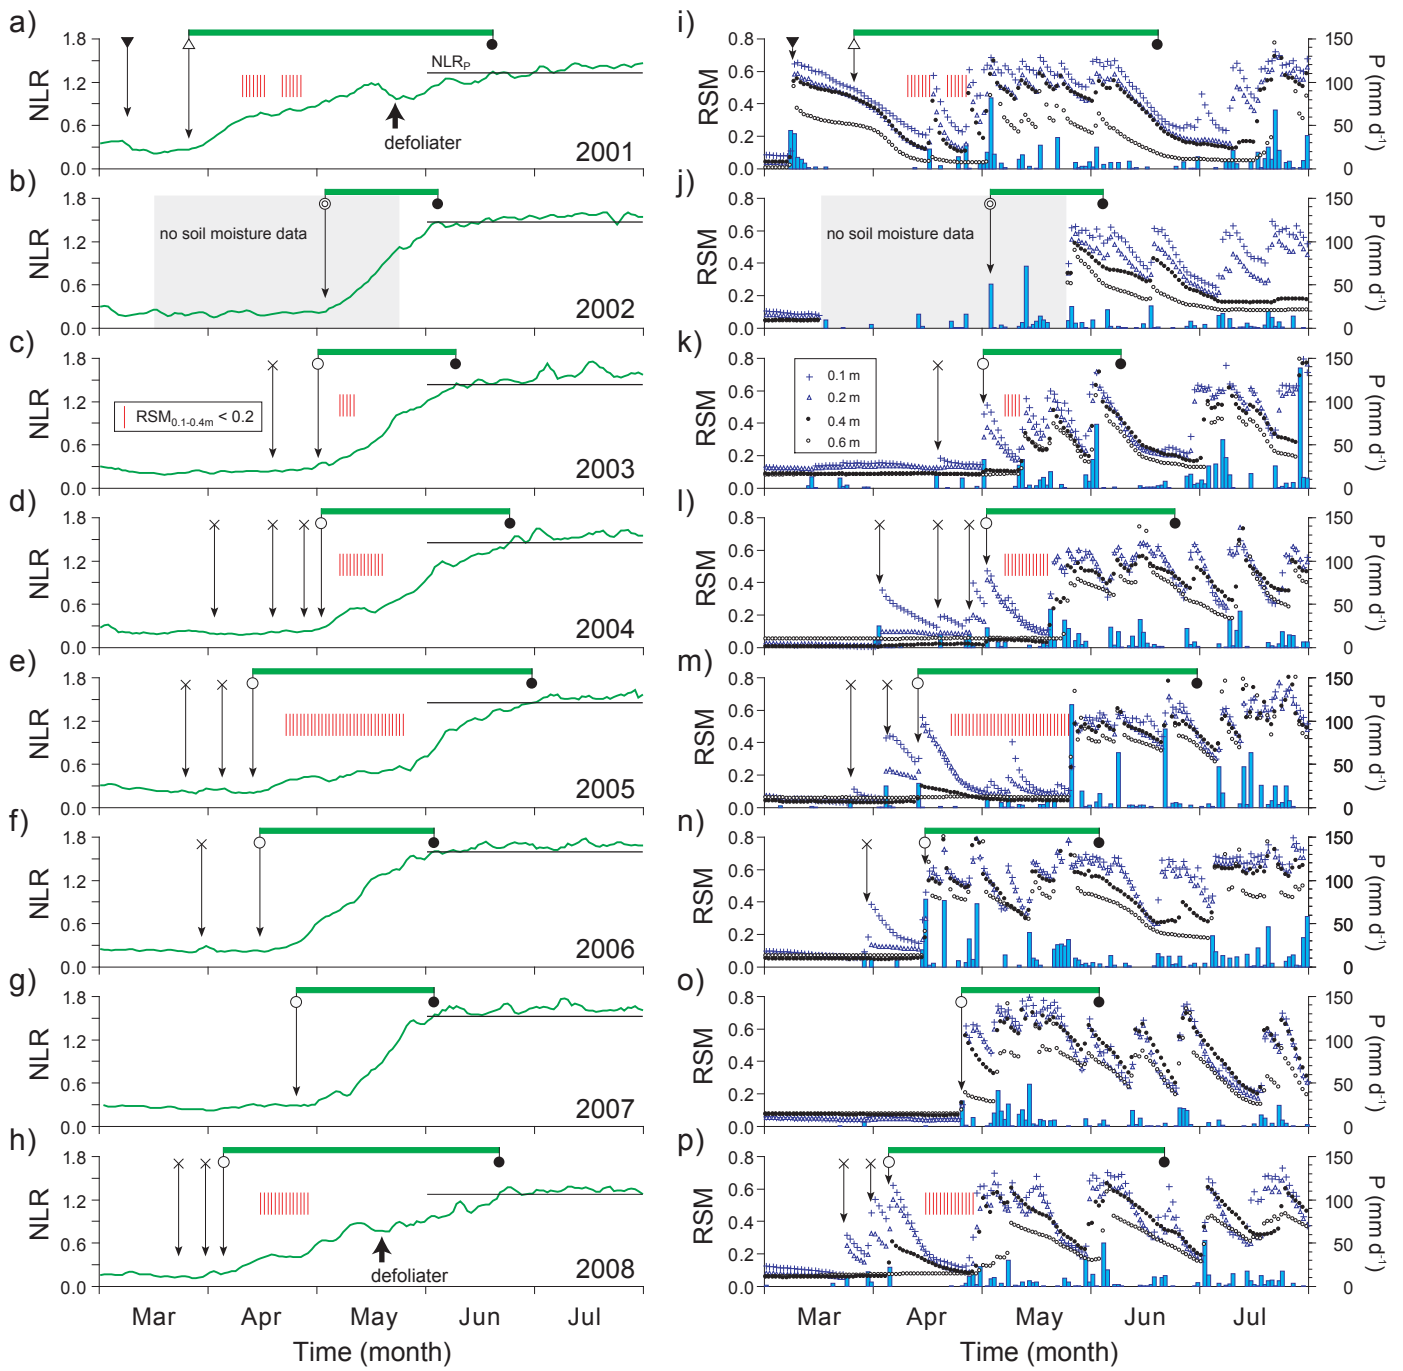 a)
1.8
1.2
0.6
0.0
NLR
NLRP
defoliater
2001
b)
1.8
1.2
0.6
0.0
NLR
no soil moisture data
2002
c)
1.8
1.2
0.6
0.0
NLR
RSM0.1-0.4m < 0.2
2003
d)
1.8
1.2
0.6
0.0
NLR
2004
e)
1.8
1.2
0.6
0.0
NLR
2005
f)
1.8
1.2
0.6
0.0
NLR
2006
g)
1.8
1.2
0.6
0.0
NLR
2007
h)
1.8
1.2
0.6
0.0
NLR
defoliater
2008
Mar Apr May Jun Jul
Time (month)
i)
0.8
0.6
0.4
0.2
0.0
RSM
150
100
50
0
P (mm d-1)
j)
0.8
0.6
0.4
0.2
0.0
RSM
no soil moisture data
150
100
50
0
P (mm d-1)
k)
0.8
0.6
0.4
0.2
0.0
RSM
0.1 m
0.2 m
0.4 m
0.6 m
150
100
50
0
P (mm d-1)
l)
0.8
0.6
0.4
0.2
0.0
RSM
150
100
50
0
P (mm d-1)
m)
0.8
0.6
0.4
0.2
0.0
RSM
150
100
50
0
P (mm d-1)
n)
0.8
0.6
0.4
0.2
0.0
RSM
150
100
50
0
P (mm d-1)
o)
0.8
0.6
0.4
0.2
0.0
RSM
150
100
50
0
P (mm d-1)
p)
0.8
0.6
0.4
0.2
0.0
RSM
150
100
50
0
P (mm d-1)
Mar Apr May Jun Jul
Time (month)